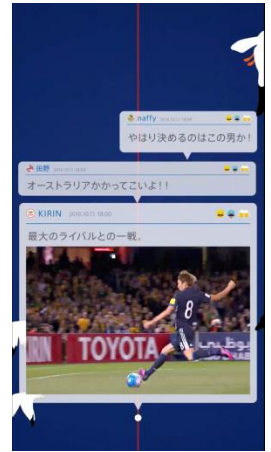 naffy
やはり決めるのはこの男か!
田野
オーストラリアかかってこいよ!!
KIRIN 2016.10.11 18:00
最大のライバルとの一戦。
8
TOYOTA